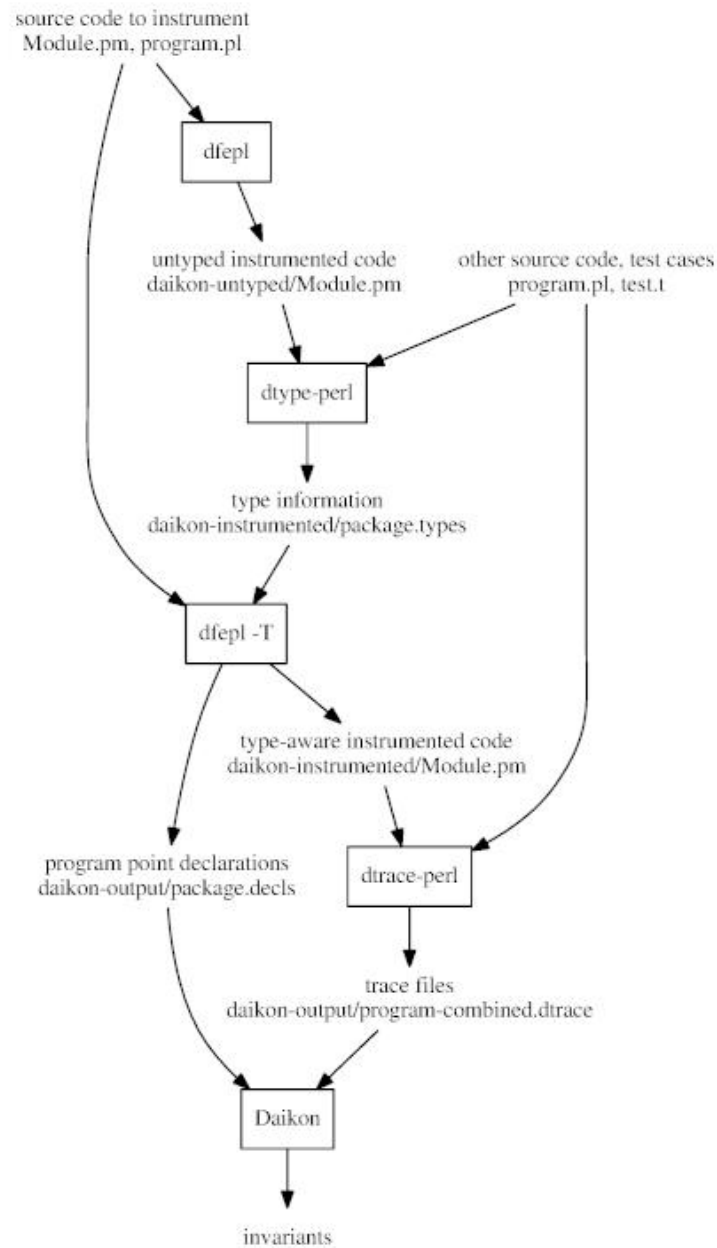 source code to instrument
Module.pm, program.pl
dfepl
untyped instrumented code
daikon-untyped/Module.pm
other source code, test cases
program.pl, test.t
dtype-perl
type information
daikon-instrumented/package.types
dfepl -T
type-aware instrumented code
daikon-instrumented/Module.pm
program point declarations
daikon-output/package.decls
dtrace-perl
trace files
daikon-output/program-combined.dtrace
Daikon
invariants